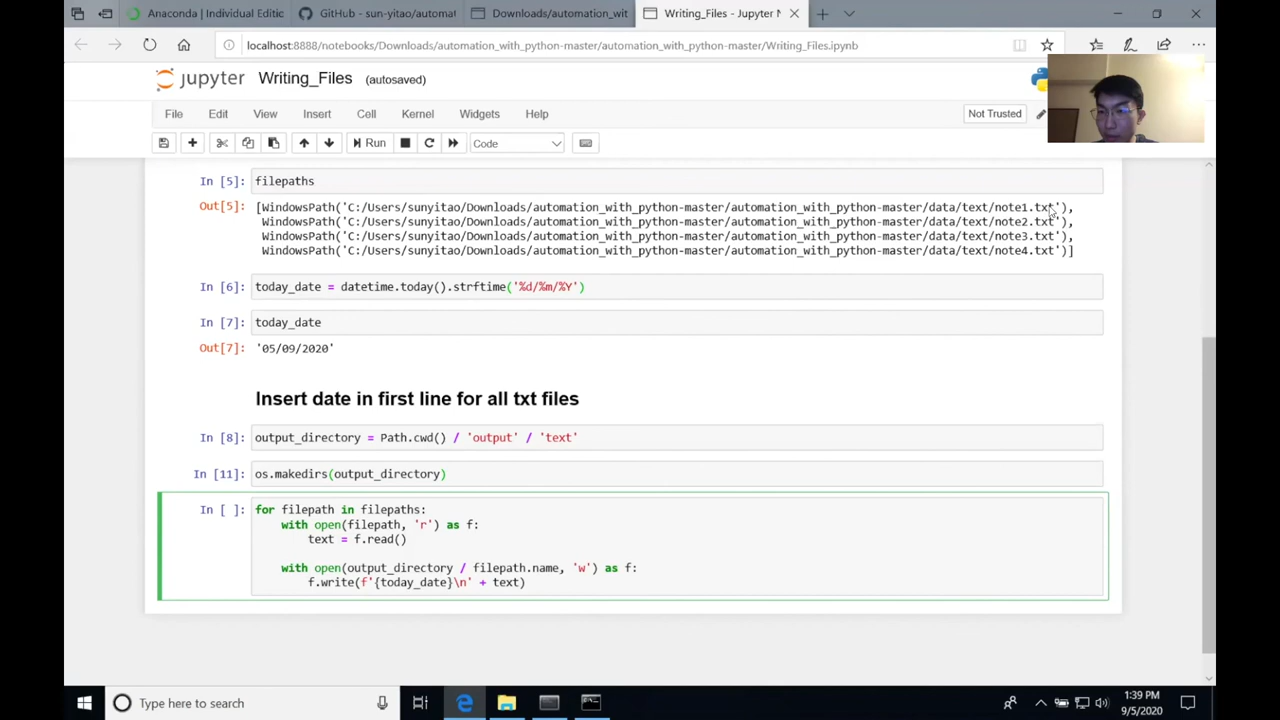 Anaconda | Individual Editio
GitHub - sun-yitao/automat
Downloads/automation_wit
Writing_Files - Jupyter N
localhost:8888/notebooks/Downloads/automation_with_python-master/automation_with_python-master/Writing_Files.ipynb
jupyter Writing_Files (autosaved)
File Edit View Insert Cell Kernel Widgets Help
Not Trusted
Run Code
In [5]: filepaths
Out[5]: [WindowsPath('C:/Users/sunyitao/Downloads/automation_with_python-master/automation_with_python-master/data/text/note1.txt'),
WindowsPath('C:/Users/sunyitao/Downloads/automation_with_python-master/automation_with_python-master/data/text/note2.txt'),
WindowsPath('C:/Users/sunyitao/Downloads/automation_with_python-master/automation_with_python-master/data/text/note3.txt'),
WindowsPath('C:/Users/sunyitao/Downloads/automation_with_python-master/automation_with_python-master/data/text/note4.txt')]
In [6]: today_date = datetime.today().strftime('%d/%m/%Y')
In [7]: today_date
Out[7]: '05/09/2020'
Insert date in first line for all txt files
In [8]: output_directory = Path.cwd() / 'output' / 'text'
In [11]: os.makedirs(output_directory)
In [ ]: for filepath in filepaths:
with open(filepath, 'r') as f:
text = f.read()
with open(output_directory / filepath.name, 'w') as f:
f.write(f'{today_date}\n' + text)
Type here to search
1:39 PM
9/5/2020